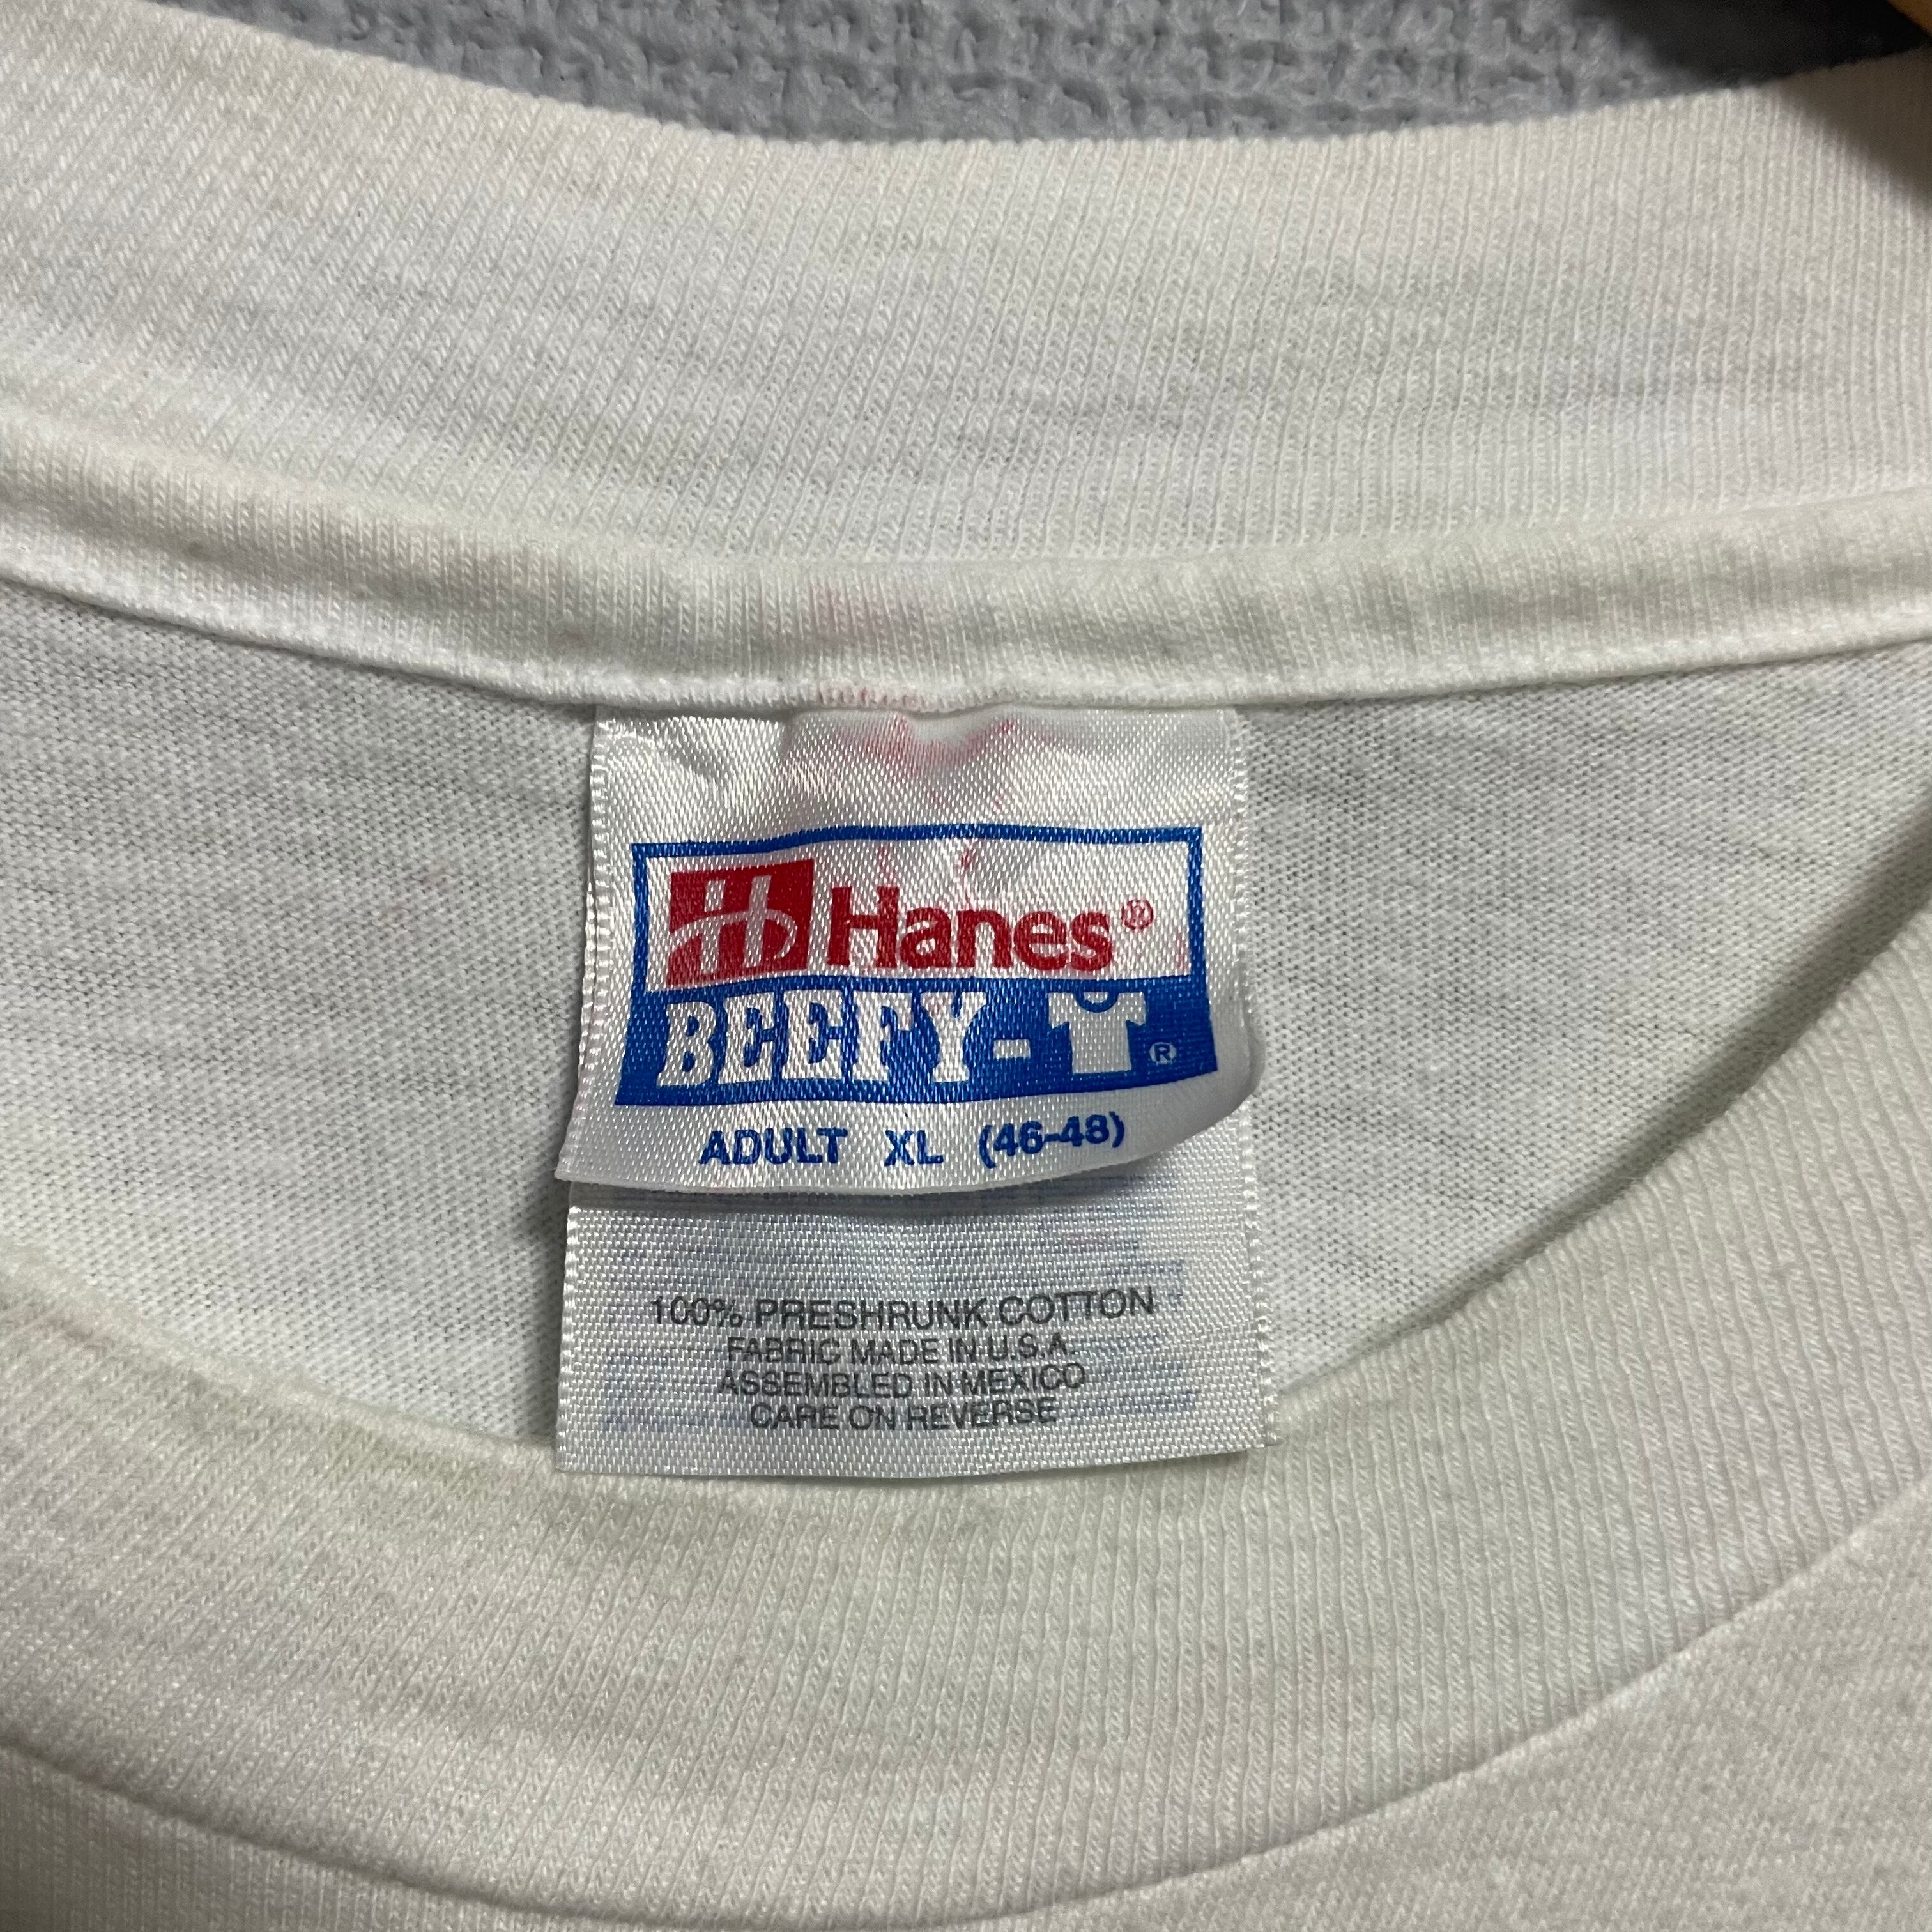 Hanes®
BEEFY-T®
ADULT XL (46-48)
100% PRESHRUNK COTTON
FABRIC MADE IN U.S.A.
ASSEMBLED IN MEXICO
CARE ON REVERSE